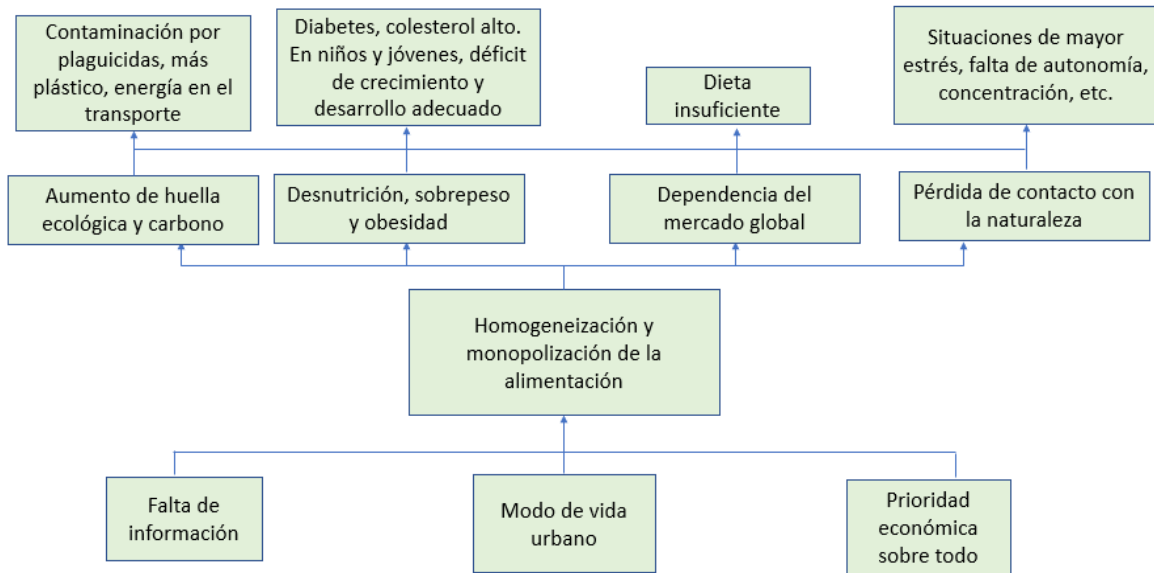 Contaminación por
plaguicidas, más
plástico, energía en el
transporte
Diabetes, colesterol alto.
En niños y jóvenes, déficit
de crecimiento y
desarrollo adecuado
Dieta
insuficiente
Situaciones de mayor
estrés, falta de autonomía,
concentración, etc.
Aumento de huella
ecológica y carbono
Desnutrición, sobrepeso
y obesidad
Dependencia del
mercado global
Pérdida de contacto con
la naturaleza
Homogeneización y
monopolización de la
alimentación
Falta de
información
Modo de vida
urbano
Prioridad
económica
sobre todo